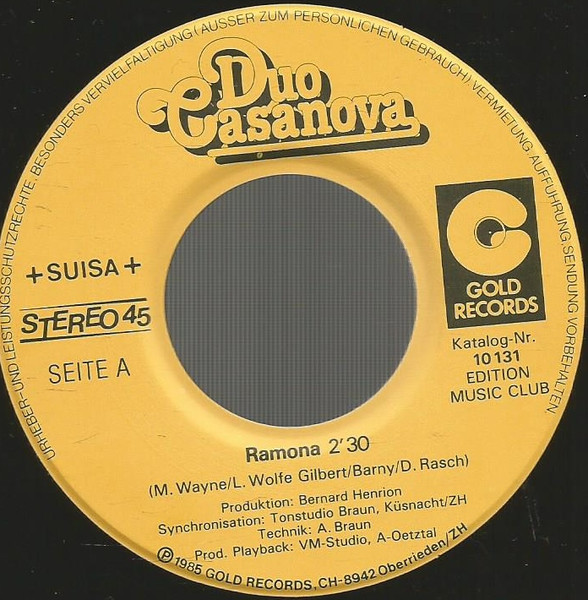 URHEBER-UND LEISTUNGSSCHUTZRECHTE, BESONDERS VERVIELFÄLTIGUNG (AUSSER ZUM PERSÖNLICHEN GEBRAUCH), VERMIETUNG, AUFFÜHRUNG, SENDUNG VORBEHALTEN
Duo
Casanova
+SUISA+
STEREO 45
SEITE A
GOLD
RECORDS
Katalog-Nr.
10 131
EDITION
MUSIC CLUB
Ramona 2'30
(M. Wayne/L. Wolfe Gilbert/Barny/D. Rasch)
Produktion: Bernard Henrion
Synchronisation: Tonstudio Braun, Küsnacht/ZH
Technik: A. Braun
Prod. Playback: VM-Studio, A-Oetztal
℗1985 GOLD RECORDS, CH-8942 Oberrieden/ZH